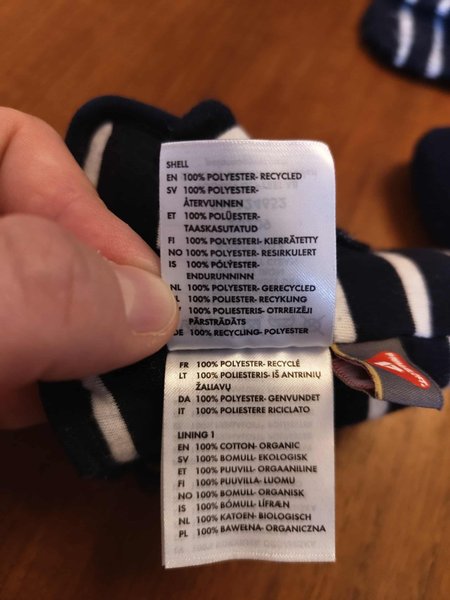 SHELL
EN 100% POLYESTER- RECYCLED
SV 100% POLYESTER-
ÅTERVUNNEN
ET 100% POLÜESTER-
TAASKASUTATUD
FI 100% POLYESTERI- KIERRÄTETTY
NO 100% POLYESTER- RESIRKULERT
IS 100% PÓLÝESTER-
ENDURUNNINN
NL 100% POLYESTER- GERECYCLED
100% POLIESTER- RECYKLING
100% POLIESTERIS- OTRREIZĒJI
PĀRSTRĀDĀTS
DE 100% RECYCLING- POLYESTER
FR 100% POLYESTER- RECYCLÉ
LT 100% POLIESTERIS- IŠ ANTRINIŲ
ŽALIAVŲ
DA 100% POLYESTER- GENVUNDET
IT 100% POLIESTERE RICICLATO
LINING 1
EN 100% COTTON- ORGANIC
SV 100% BOMULL- EKOLOGISK
ET 100% PUUVILL- ORGAANILINE
FI 100% PUUVILLA- LUOMU
NO 100% BOMULL- ORGANISK
IS 100% BÓMULL- LÍFRÆN
NL 100% KATOEN- BIOLOGISCH
PL 100% BAWEŁNA- ORGANICZNA